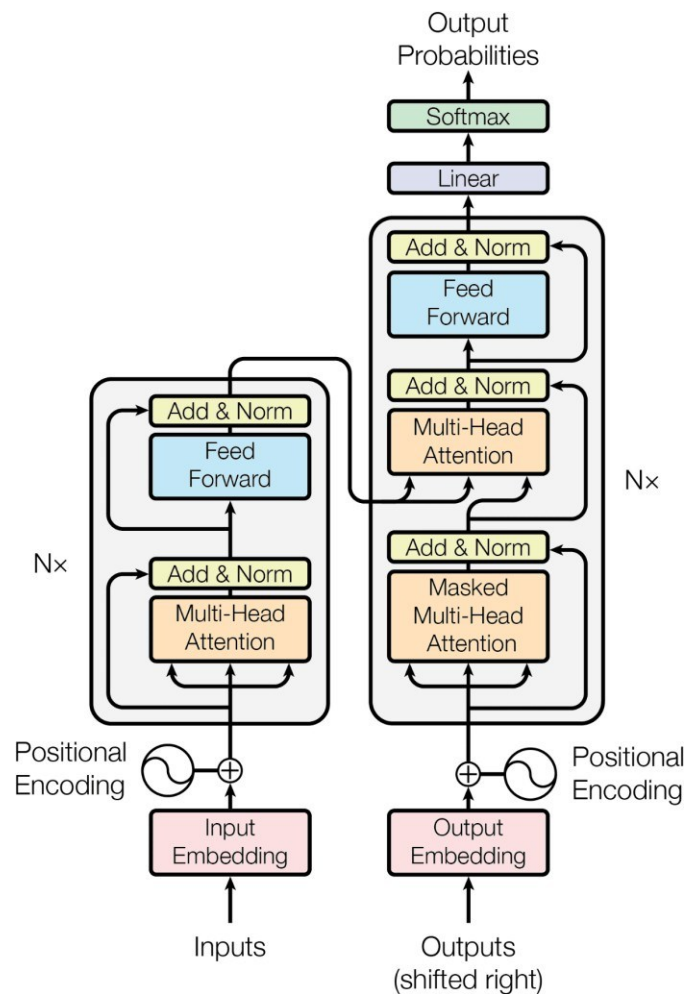 Output
Probabilities
Softmax
Linear
Add & Norm
Feed
Forward
Add & Norm
Multi-Head
Attention
Add & Norm
Masked
Multi-Head
Attention
Nx
Add & Norm
Feed
Forward
Add & Norm
Multi-Head
Attention
Nx
Positional
Encoding
Positional
Encoding
Input
Embedding
Output
Embedding
Inputs
Outputs
(shifted right)